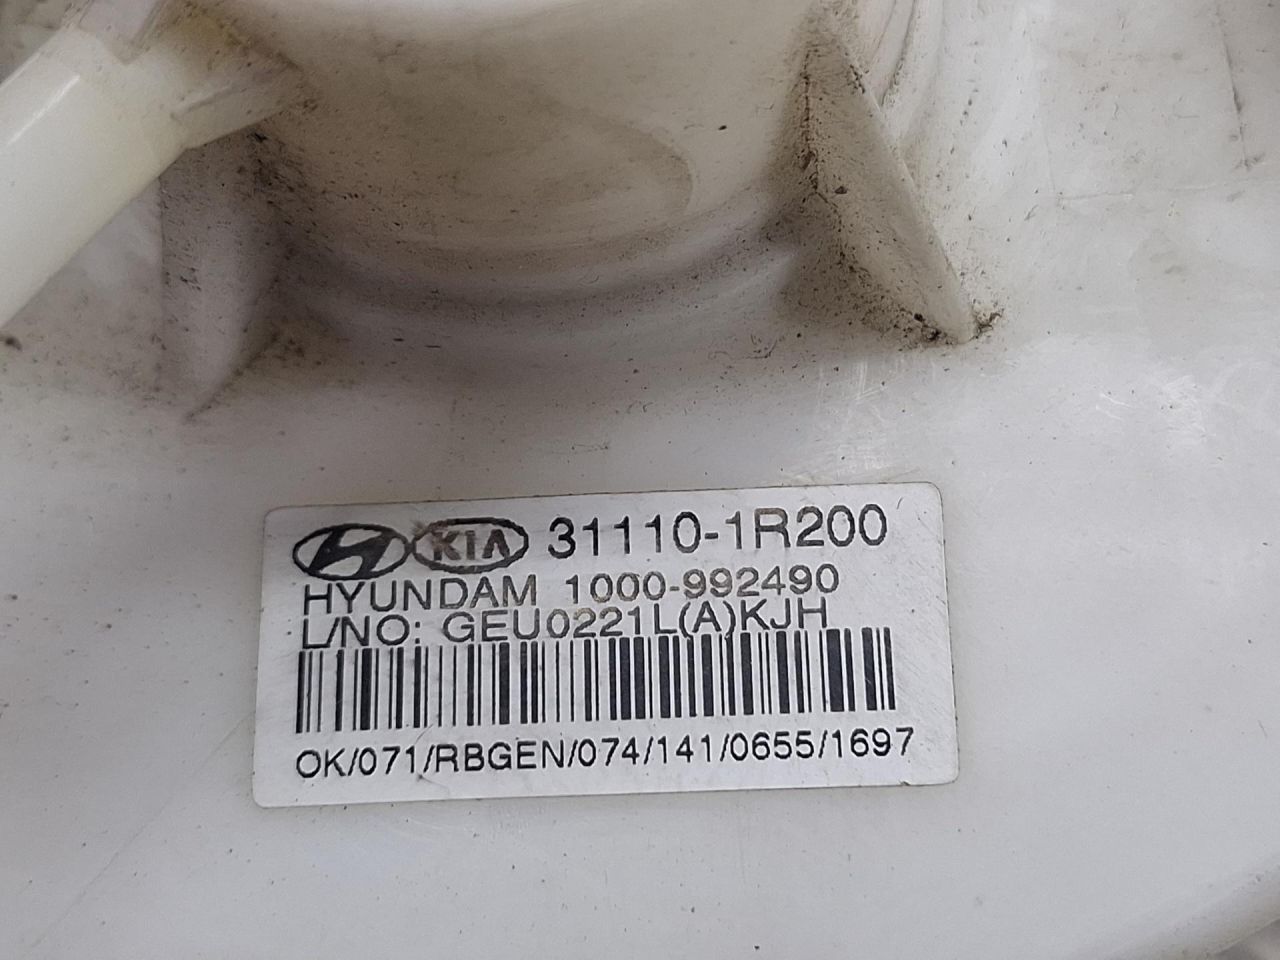 KIA 31110-1R200
HYUNDAM 1000-992490
L/NO: GEU0221L(A)KJH
OK/071/RBGEN/074/141/0655/1697